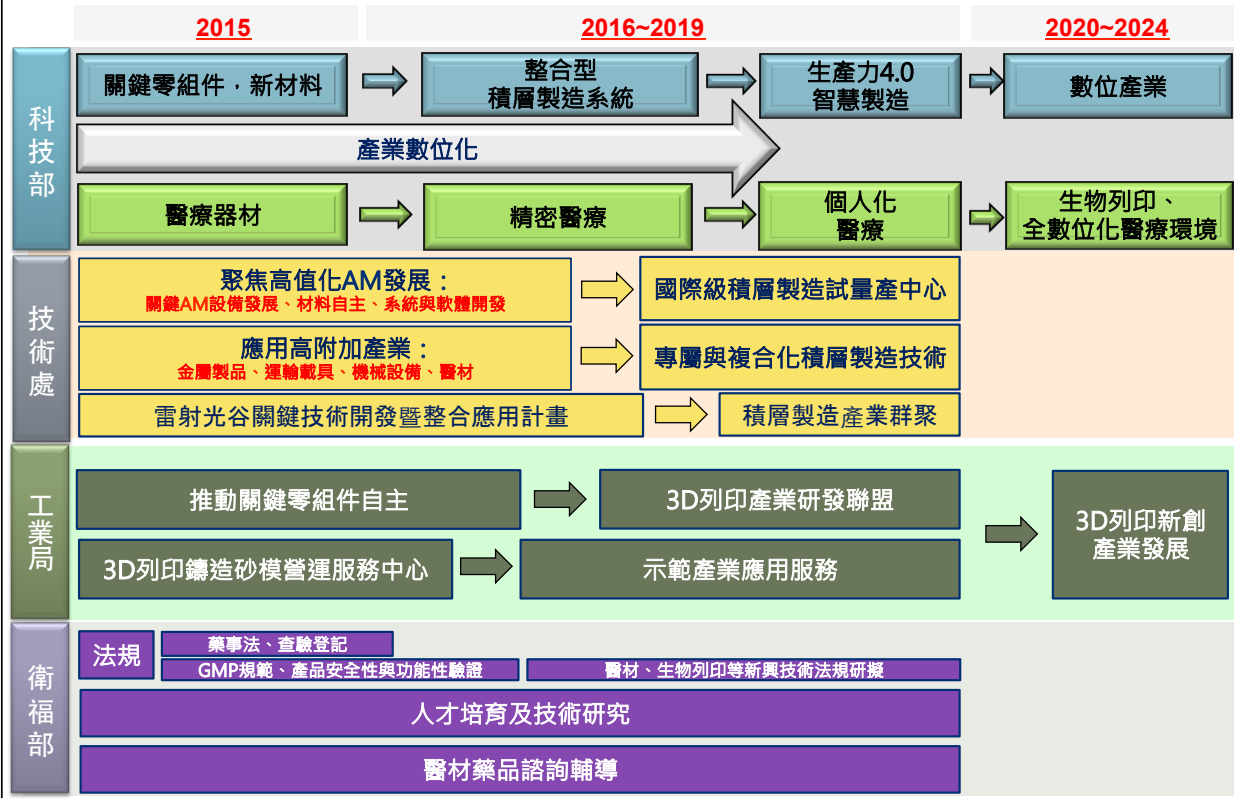 2015
2016~2019
2020~2024
科技部
關鍵零組件，新材料
整合型
積層製造系統
生產力4.0
智慧製造
數位產業
產業數位化
醫療器材
精密醫療
個人化
醫療
生物列印、
全數位化醫療環境
技術處
聚焦高值化AM發展：
關鍵AM設備發展、材料自主、系統與軟體開發
國際級積層製造試量產中心
應用高附加產業：
金屬製品、運輸載具、機械設備、醫材
專屬與複合化積層製造技術
雷射光谷關鍵技術開發暨整合應用計畫
積層製造產業群聚
工業局
推動關鍵零組件自主
3D列印產業研發聯盟
3D列印鑄造砂模營運服務中心
示範產業應用服務
3D列印新創
產業發展
衛福部
法規
藥事法、查驗登記
GMP規範、產品安全性與功能性驗證
醫材、生物列印等新興技術法規研擬
人才培育及技術研究
醫材藥品諮詢輔導